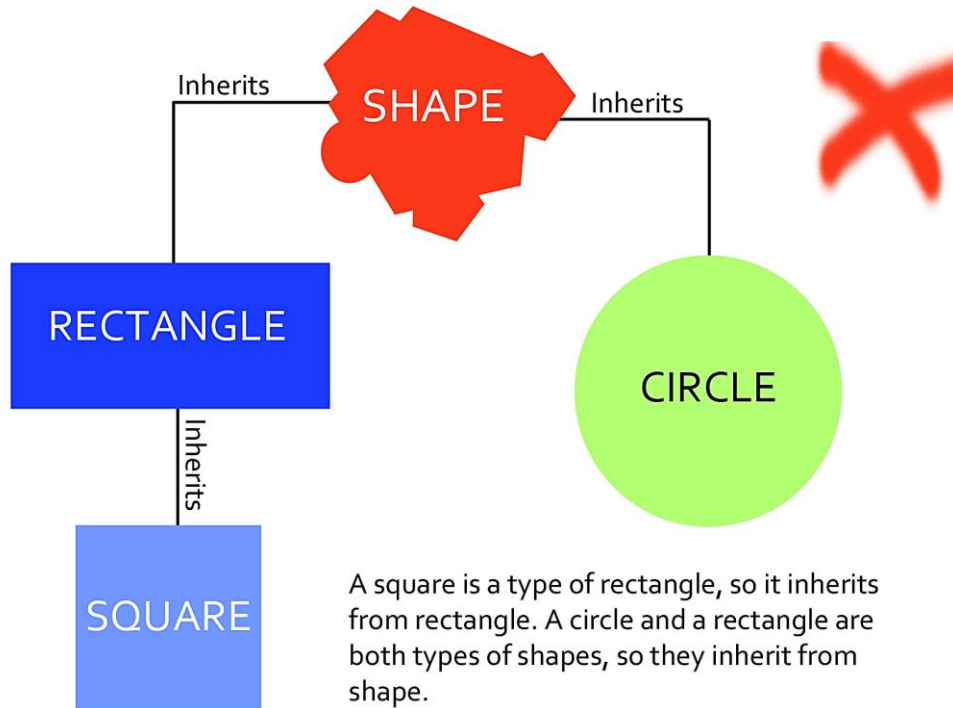 SHAPE
Inherits
Inherits
RECTANGLE
CIRCLE
Inherits
SQUARE
A square is a type of rectangle, so it inherits
from rectangle. A circle and a rectangle are
both types of shapes, so they inherit from
shape.